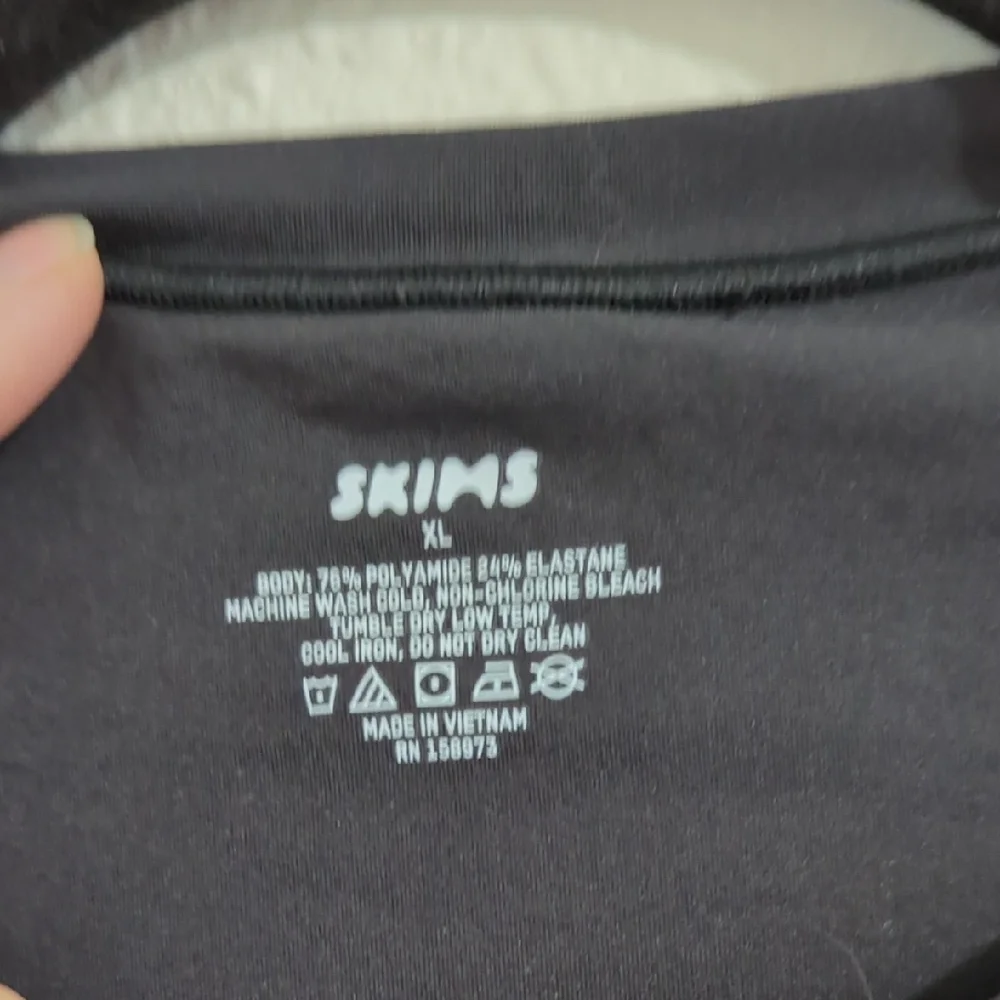 SKIMS
XL
BODY: 76% POLYAMIDE 24% ELASTANE
MACHINE WASH COLD, NON-CHLORINE BLEACH
TUMBLE DRY LOW TEMP,
COOL IRON, DO NOT DRY CLEAN
MADE IN VIETNAM
RN 158973